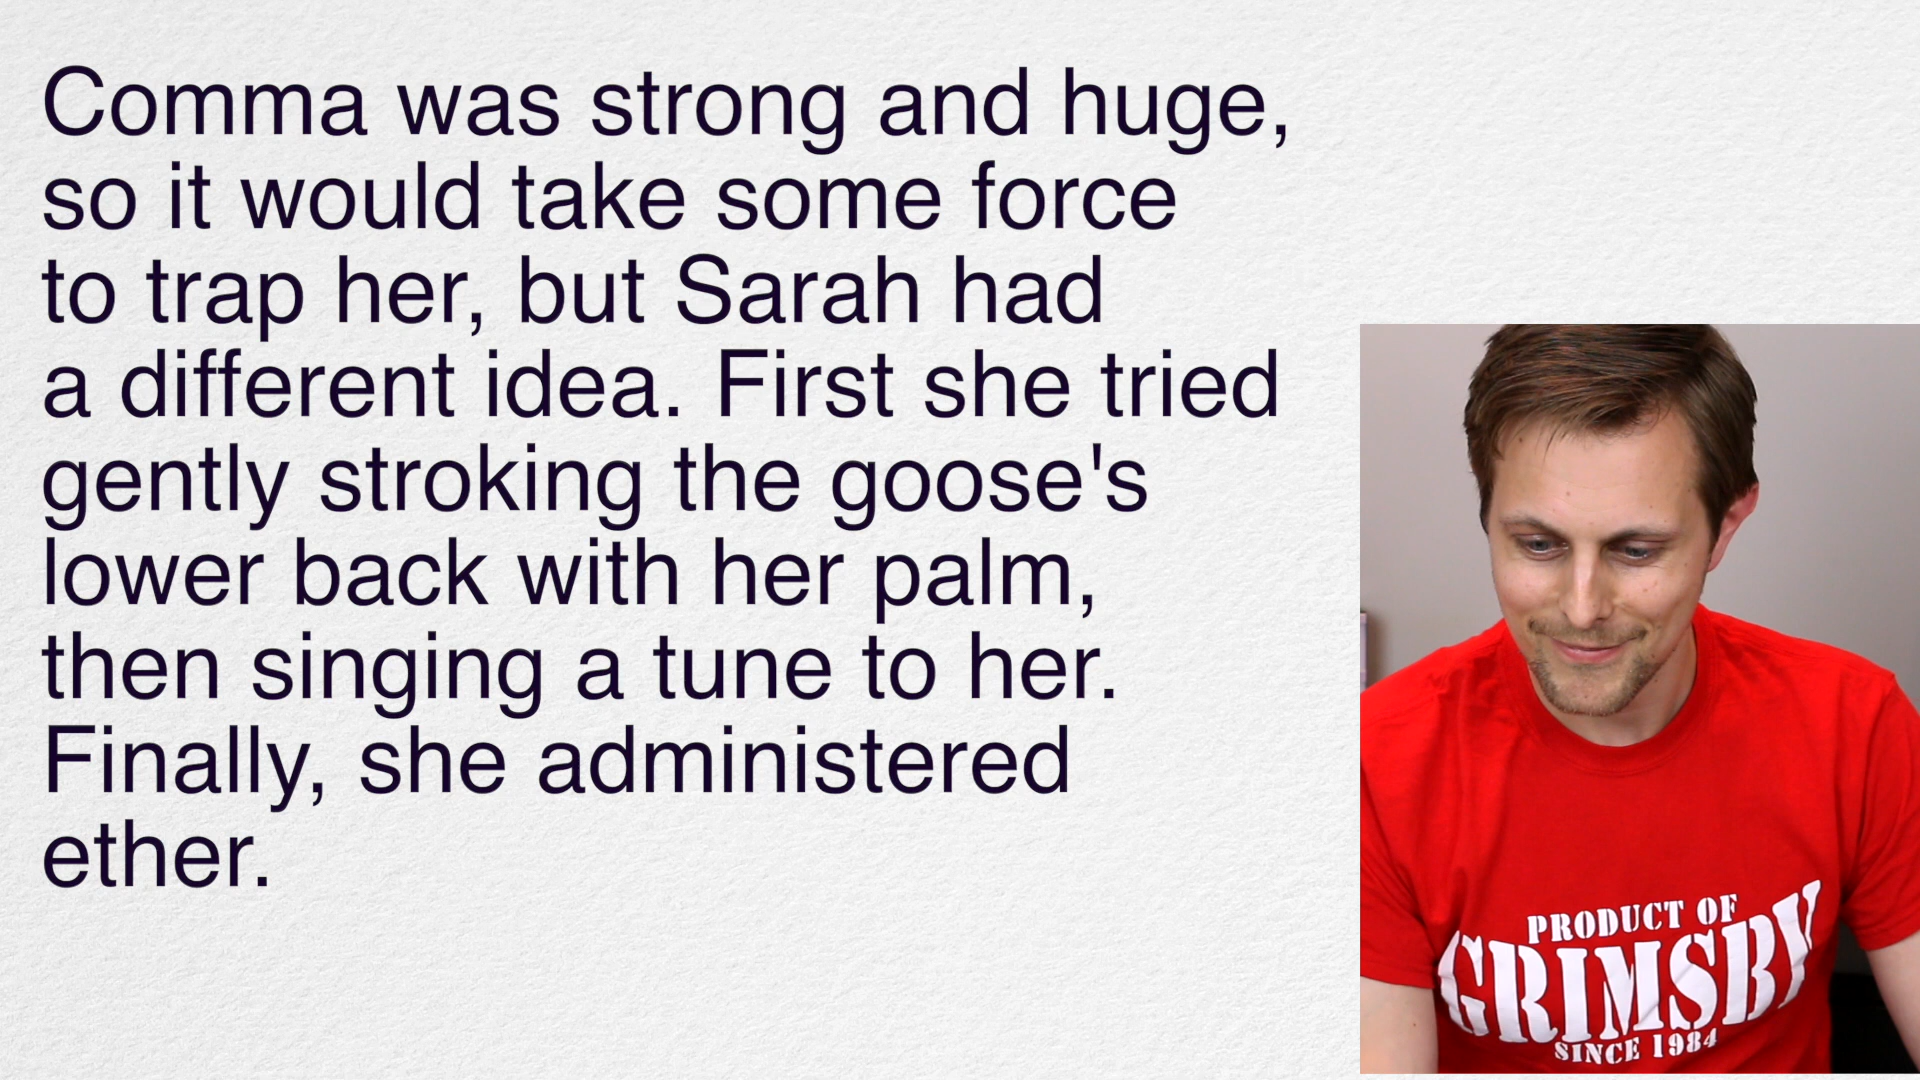 Comma was strong and huge,
so it would take some force
to trap her, but Sarah had
a different idea. First she tried
gently stroking the goose's
lower back with her palm,
then singing a tune to her.
Finally, she administered
ether.
PRODUCT OF
GRIMSBY
SINCE 1984